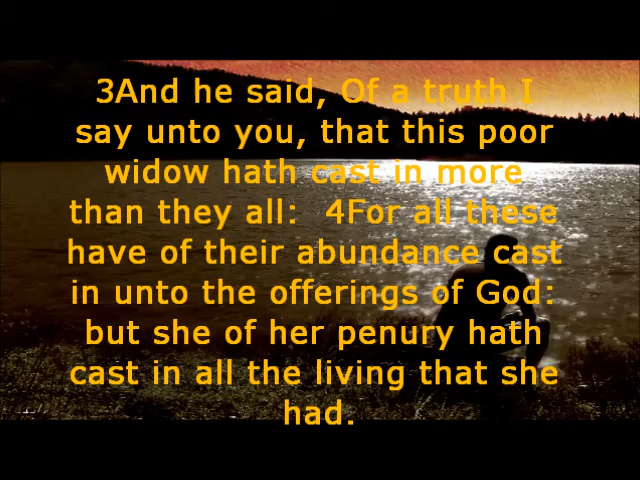 3And he said, Of a truth I
say unto you, that this poor
widow hath cast in more
than they all:  4For all these
have of their abundance cast
in unto the offerings of God:
but she of her penury hath
cast in all the living that she
had.